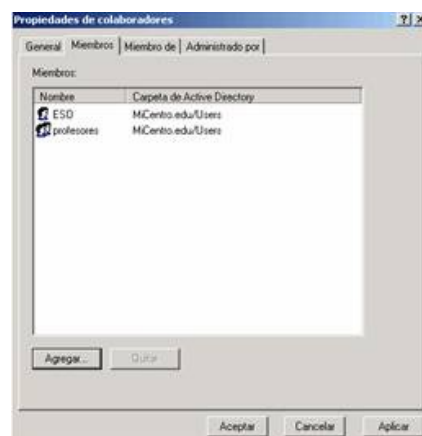 Propiedades de colaboradores
General Miembros Miembro de Administrado por
Miembros:
Nombre Carpeta de Active Directory
ESO MiCentro.edu/Users
profesores MiCentro.edu/Users
Agregar... Quitar
Aceptar Cancelar Aplicar